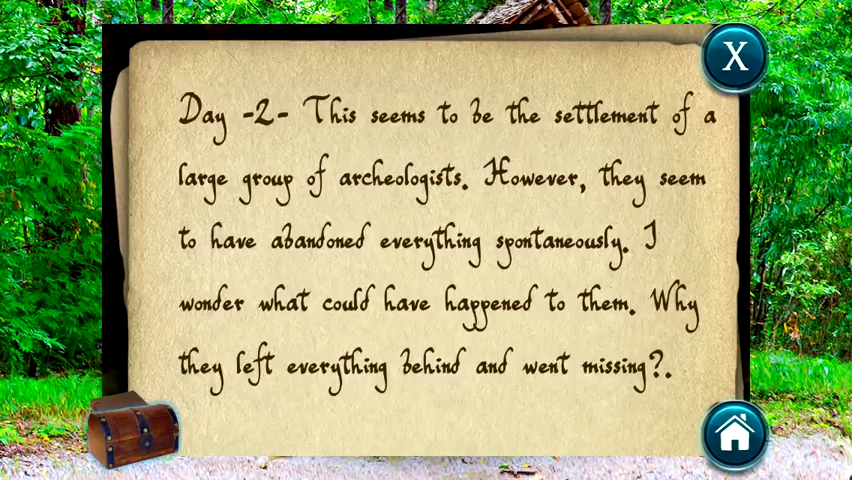 X
Day -2- This seems to be the settlement of a
large group of archeologists. However, they seem
to have abandoned everything spontaneously. I
wonder what could have happened to them. Why
they left everything behind and went missing?.